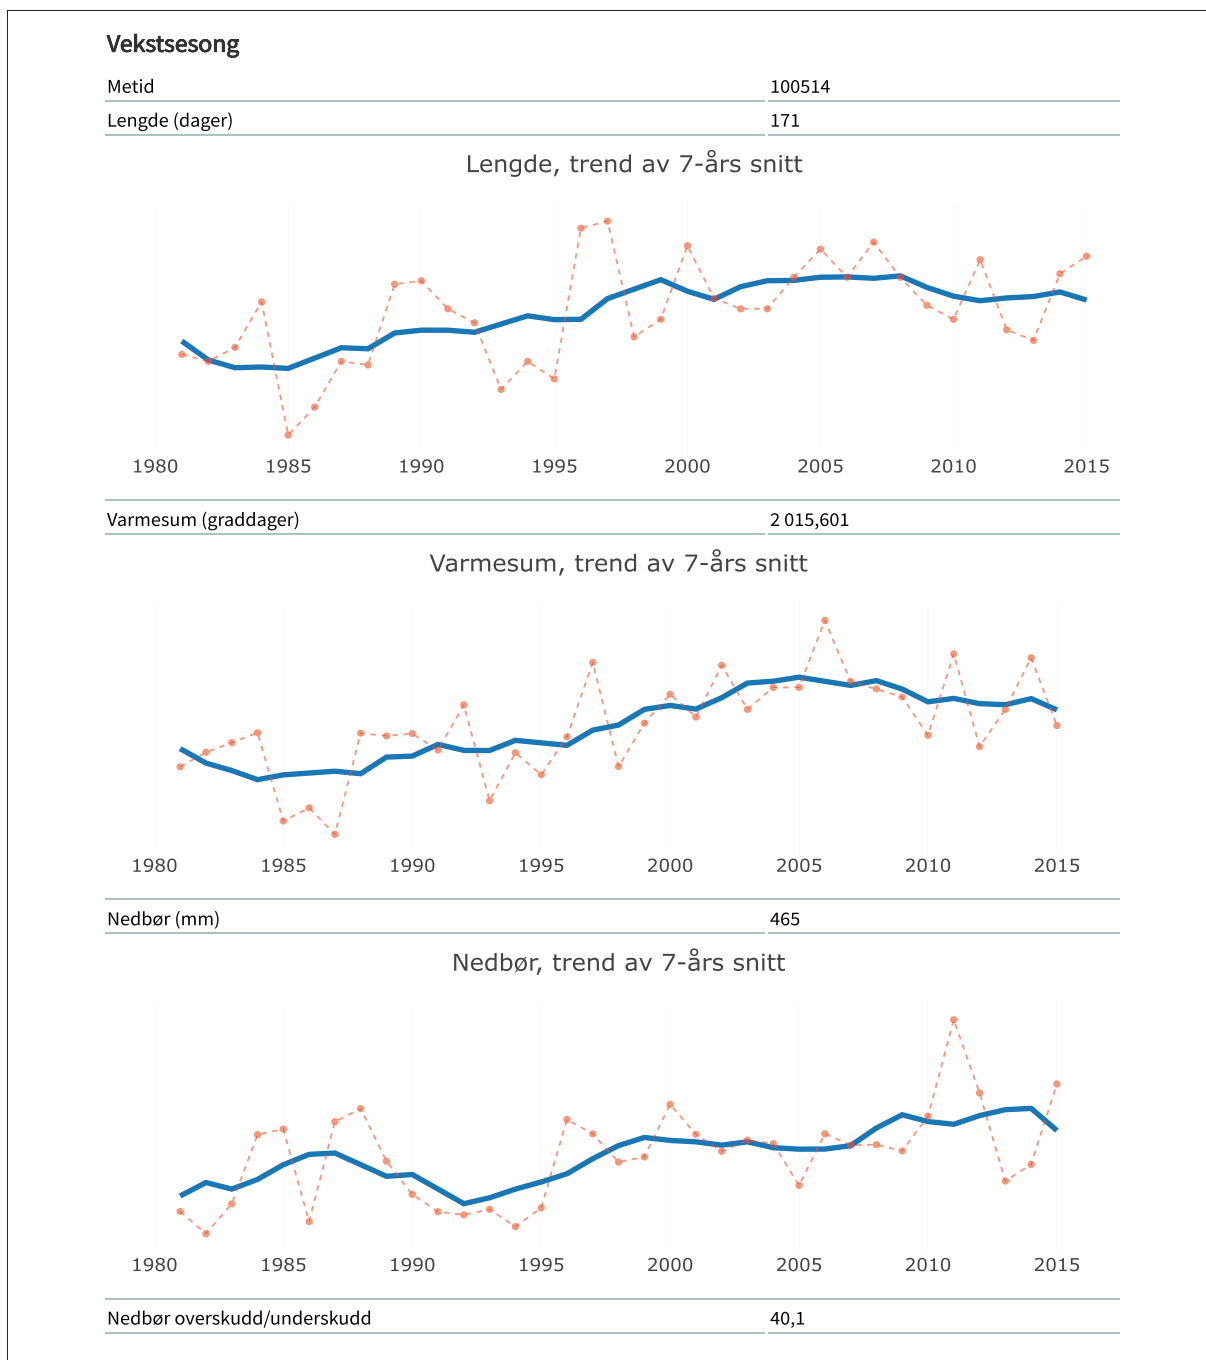 Vekstsesong
Metid 100514
Lengde (dager) 171
Lengde, trend av 7-års snitt
1980 1985 1990 1995 2000 2005 2010 2015
Varmesum (graddager) 2 015,601
Varmesum, trend av 7-års snitt
1980 1985 1990 1995 2000 2005 2010 2015
Nedbør (mm) 465
Nedbør, trend av 7-års snitt
1980 1985 1990 1995 2000 2005 2010 2015
Nedbør overskudd/underskudd 40,1